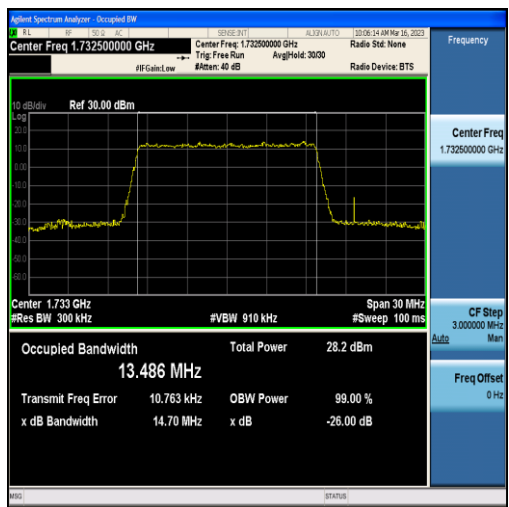 Agilent Spectrum Analyzer - Occupied BW
RL RF 50 Ω AC SENSE:INT ALIGN AUTO 10:06:14 AM Mar 16, 2023
Center Freq 1.732500000 GHz Center Freq: 1.732500000 GHz Radio Std: None Frequency
Trig: Free Run Avg|Hold: 30/30
#IFGain:Low #Atten: 40 dB Radio Device: BTS
10 dB/div Ref 30.00 dBm
Log
20.0
10.0
0.00
-10.0
-20.0
-30.0
-40.0
-50.0
-60.0
Center Freq
1.732500000 GHz
Center 1.733 GHz Span 30 MHz
#Res BW 300 kHz #VBW 910 kHz #Sweep 100 ms
CF Step
3.000000 MHz
Auto Man
Occupied Bandwidth Total Power 28.2 dBm
13.486 MHz
Transmit Freq Error 10.763 kHz OBW Power 99.00 %
x dB Bandwidth 14.70 MHz x dB -26.00 dB
Freq Offset
0 Hz
MSG STATUS